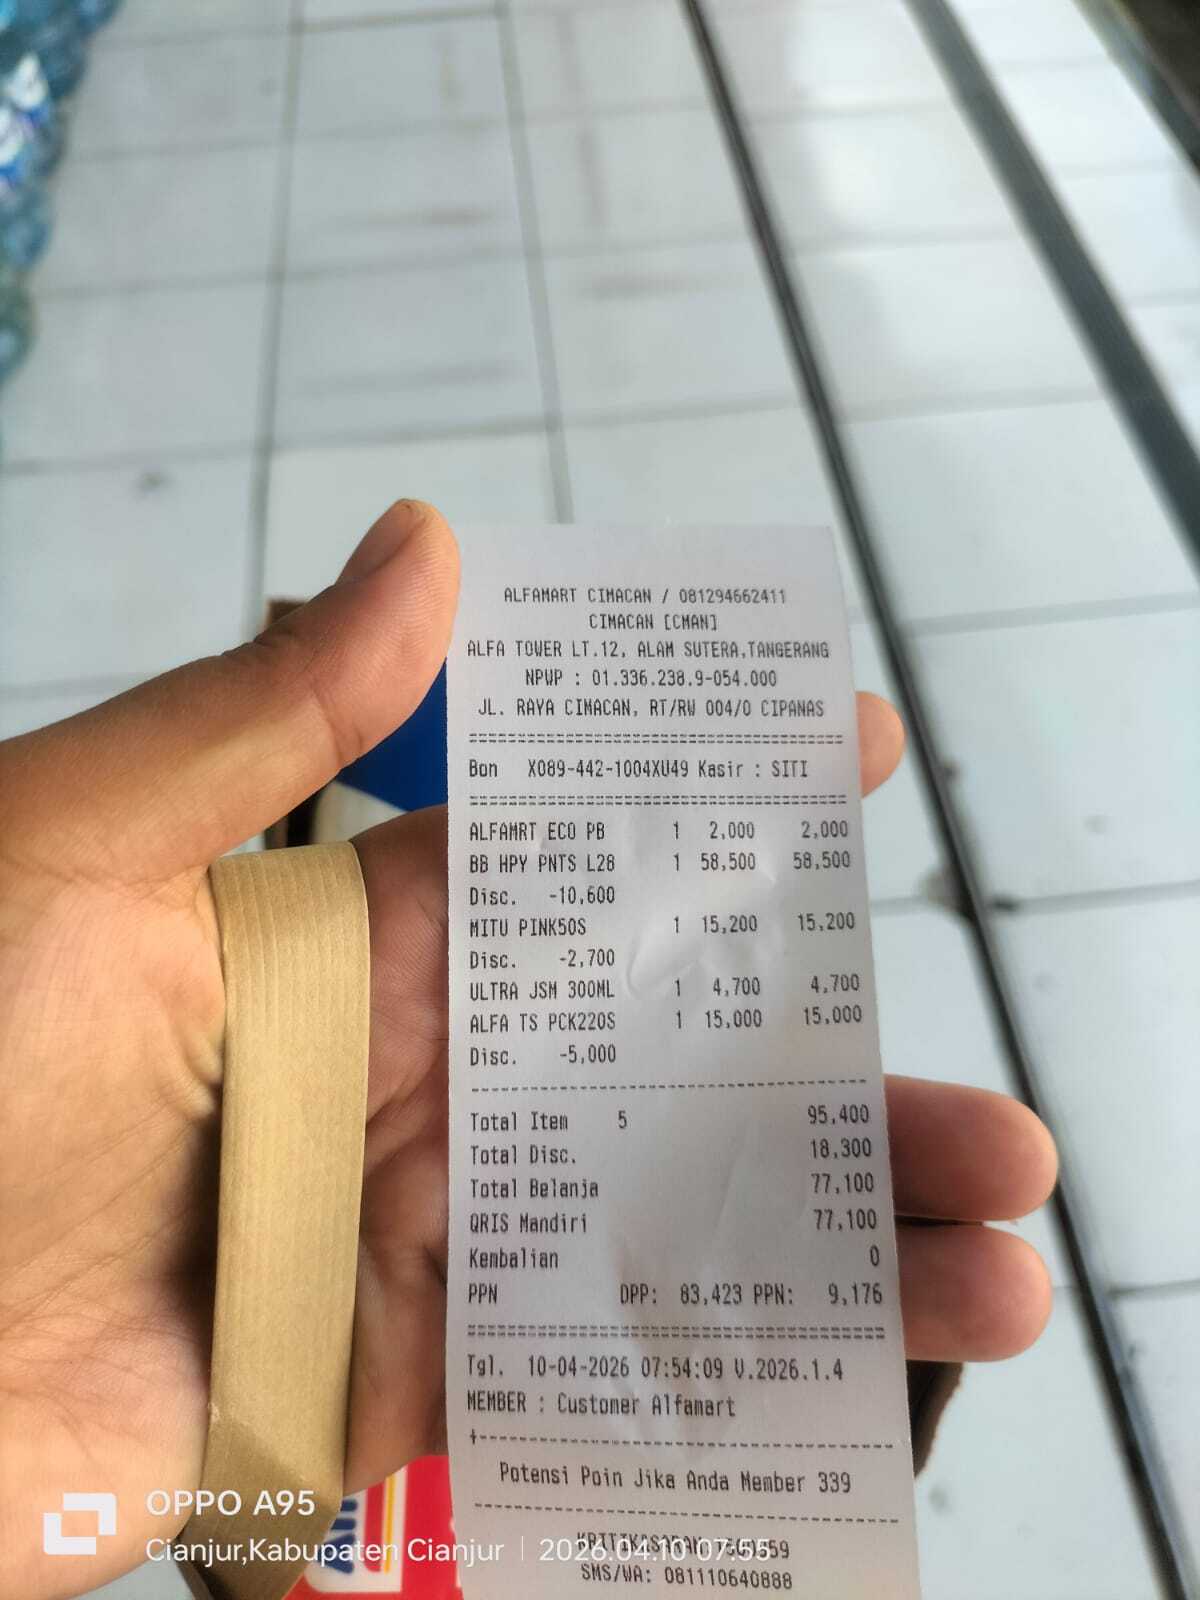 ALFAMART CIMACAN / 081294662411
CIMACAN [CMAN]
ALFA TOWER LT.12, ALAM SUTERA,TANGERANG
NPWP : 01.336.238.9-054.000
JL. RAYA CIMACAN, RT/RW 004/0 CIPANAS
Bon X089-442-1004XU49 Kasir : SITI
ALFAMRT ECO PB 1 2,000 2,000
BB HPY PNTS L28 1 58,500 58,500
Disc. -10,600
MITU PINK50S 1 15,200 15,200
Disc. -2,700
ULTRA JSM 300ML 1 4,700 4,700
ALFA TS PCK220S 1 15,000 15,000
Disc. -5,000
Total Item 5 95,400
Total Disc. 18,300
Total Belanja 77,100
QRIS Mandiri 77,100
Kembalian 0
PPN DPP: 83,423 PPN: 9,176
Tgl. 10-04-2026 07:54:09 V.2026.1.4
MEMBER : Customer Alfamart
Potensi Poin Jika Anda Member 339
SMS/WA: 081110640888
OPPO A95
Cianjur,Kabupaten Cianjur | 2026.04.10 07:55